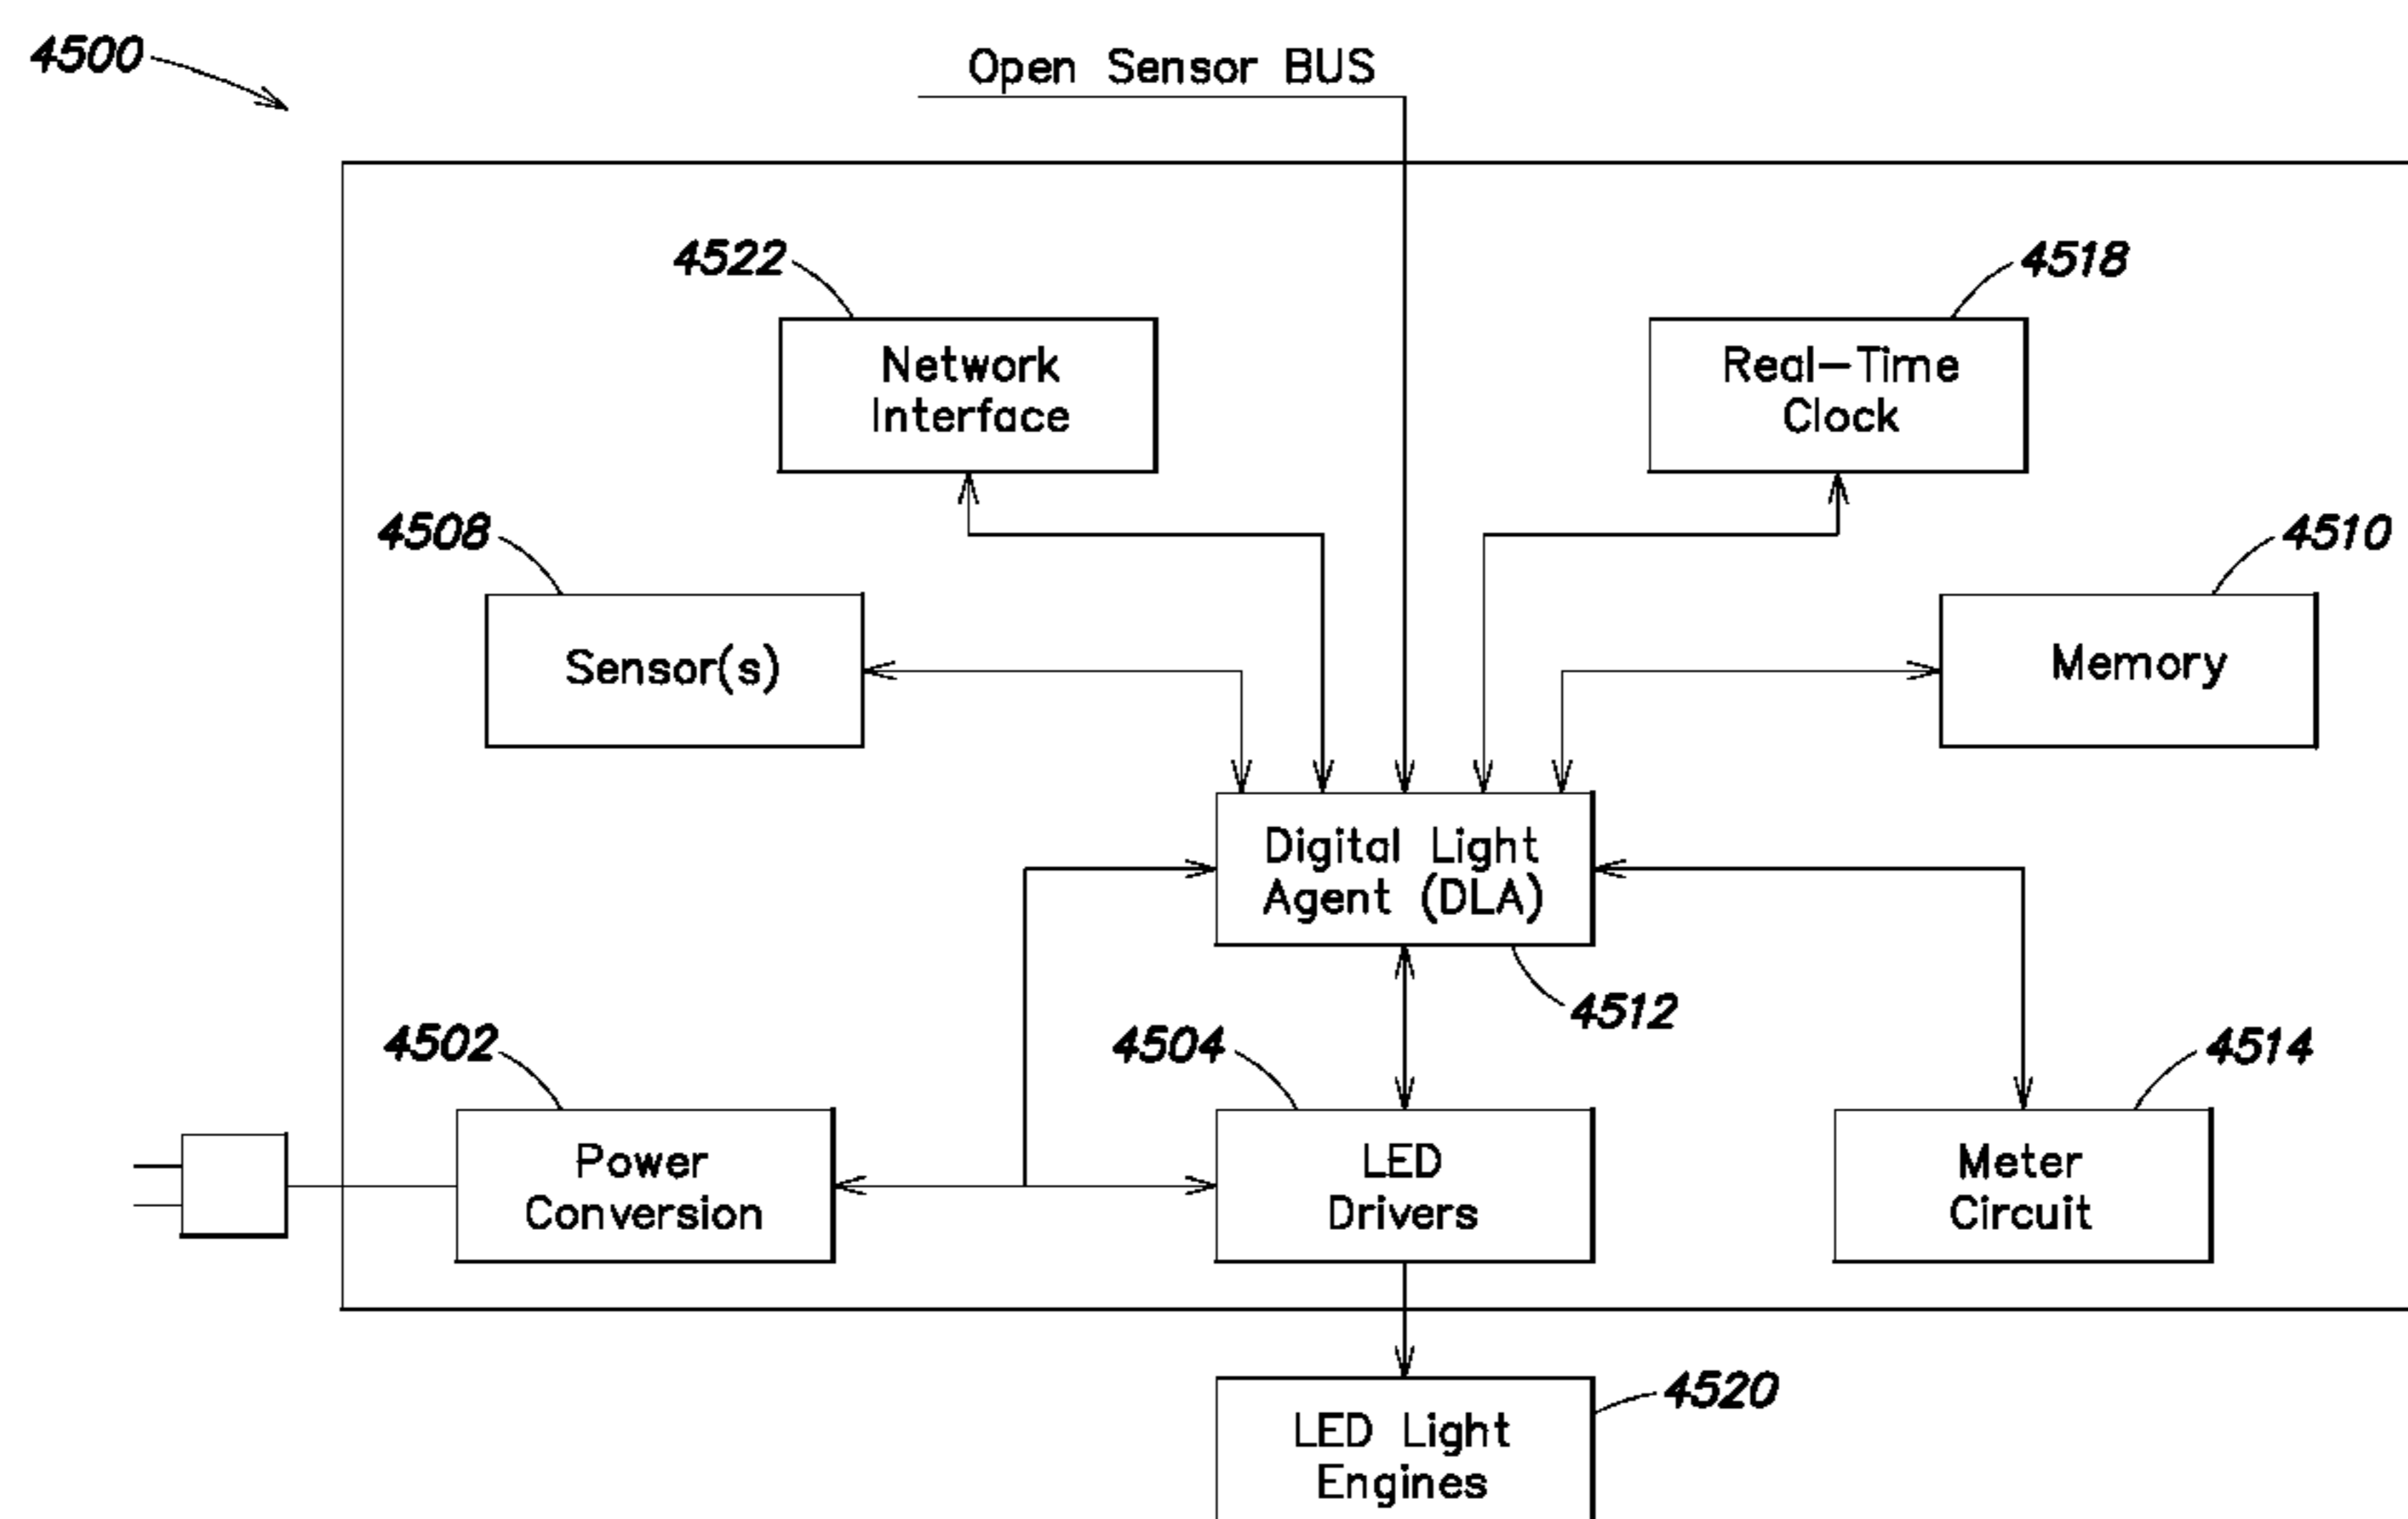 4500
Open Sensor BUS
4522
4518
Network
Interface
Real-Time
Clock
4508
4510
Sensor(s)
Memory
Digital Light
Agent (DLA)
4512
4502
4504
4514
Power
Conversion
LED
Drivers
Meter
Circuit
4520
LED Light
Engines